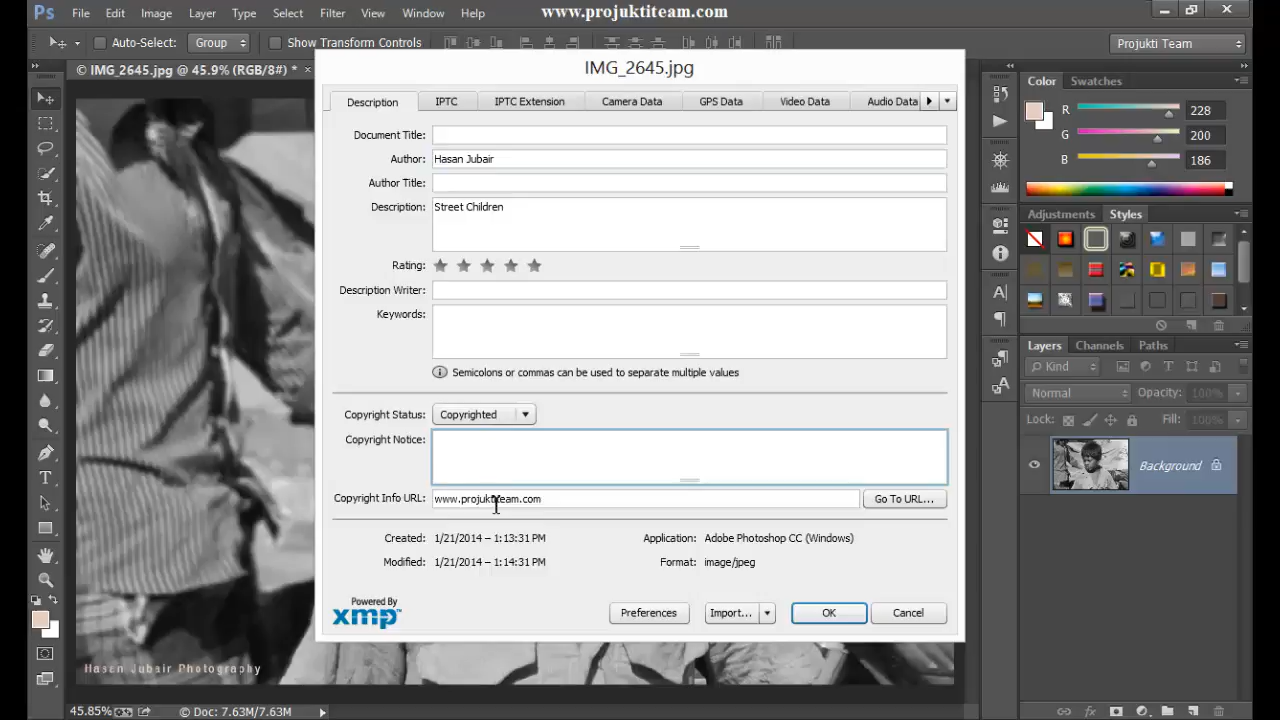 Ps File Edit Image Layer Type Select Filter View Window Help www.projuktiteam.com
Auto-Select: Group Show Transform Controls Projekti Team
© IMG_2645.jpg @ 45.9% (RGB/8#) * ×
IMG_2645.jpg
Description IPTC IPTC Extension Camera Data GPS Data Video Data Audio Data
Document Title:
Author: Hasan Jubair
Author Title:
Description: Street Children
Rating:
Description Writer:
Keywords:
Semicolons or commas can be used to separate multiple values
Copyright Status: Copyrighted
Copyright Notice:
Copyright Info URL: www.projuktiteam.com Go To URL...
Created: 1/21/2014 – 1:13:31 PM Application: Adobe Photoshop CC (Windows)
Modified: 1/21/2014 – 1:14:31 PM Format: image/jpeg
Powered By
xmp™ Preferences Import... OK Cancel
Color Swatches
R 228
G 200
B 186
Adjustments Styles
Layers Channels Paths
Kind
Normal Opacity: 100%
Lock: Fill: 100%
Background
Hasan Jubair Photography
45.85% © Doc: 7.63M/7.63M